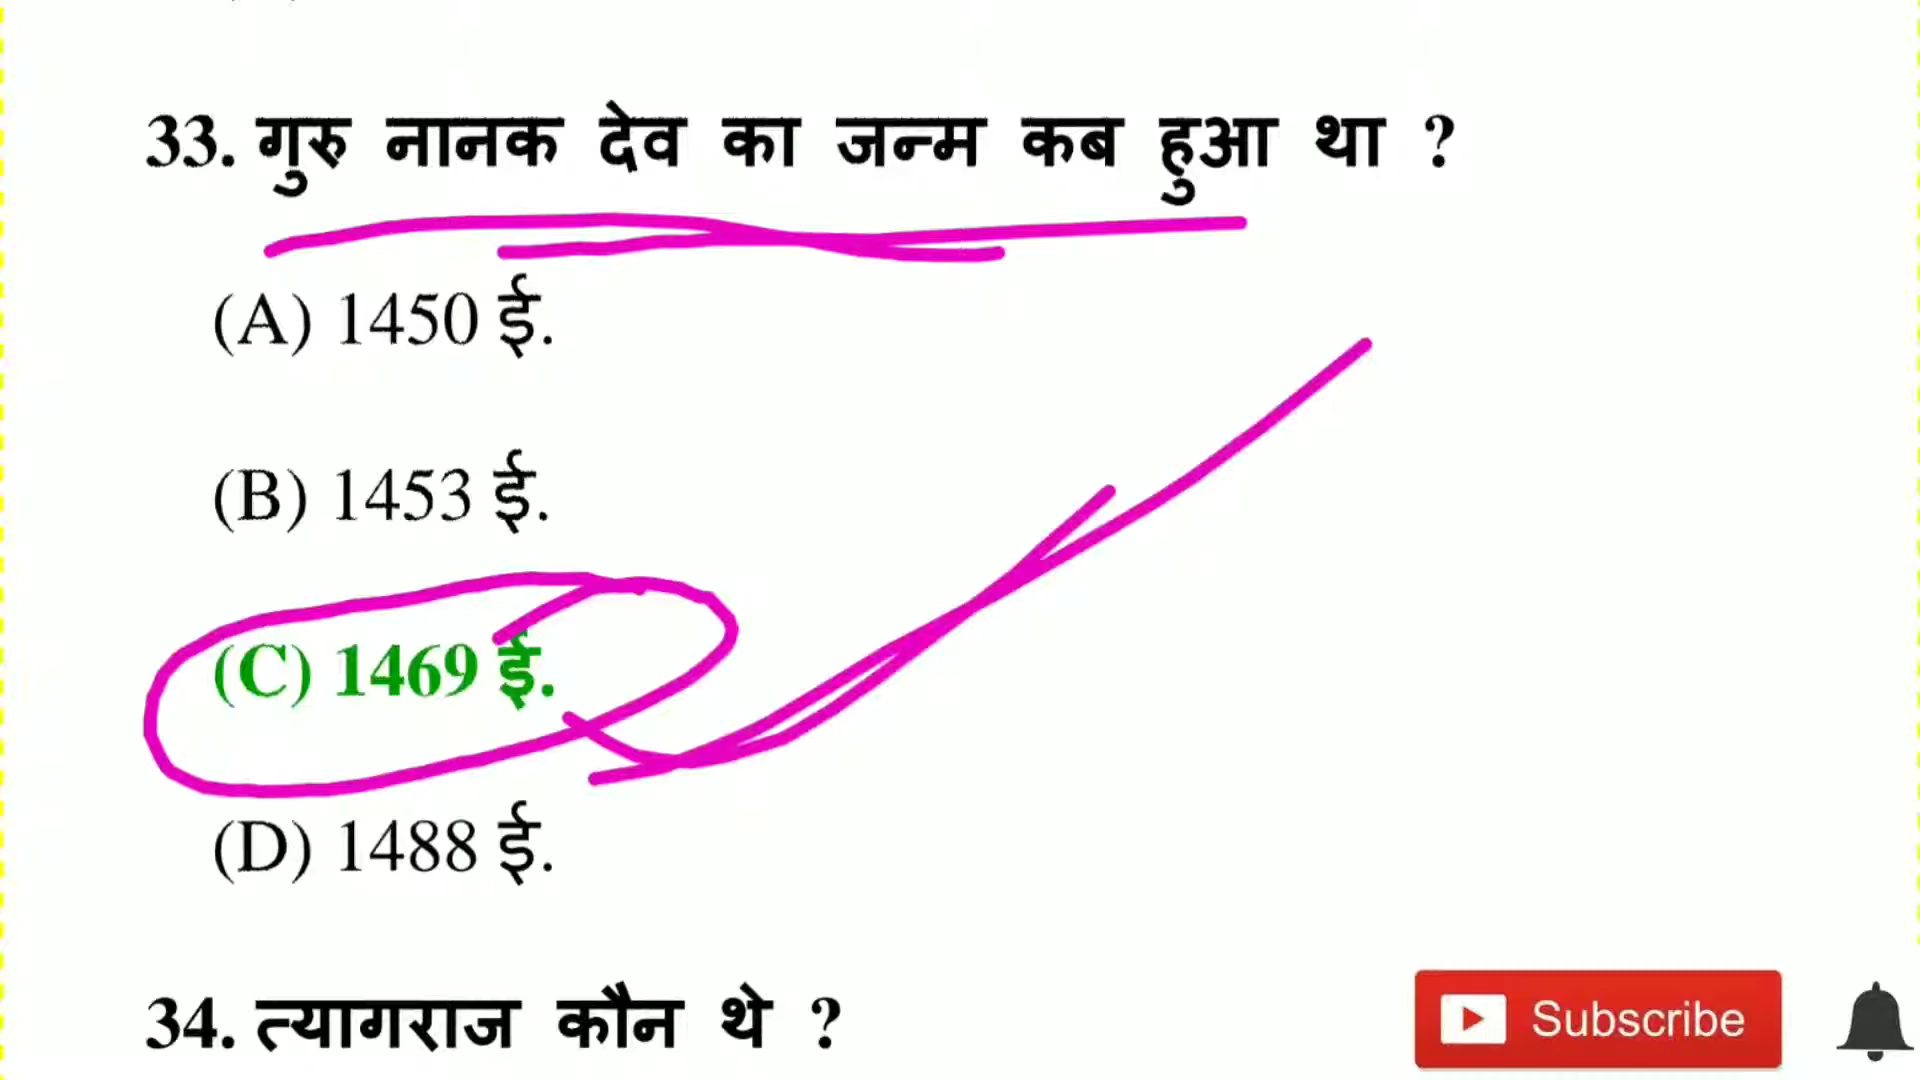 33. गुरु नानक देव का जन्म कब हुआ था ?
(A) 1450 ई.
(B) 1453 ई.
(C) 1469 ई.
(D) 1488 ई.
34. त्यागराज कौन थे ?
Subscribe